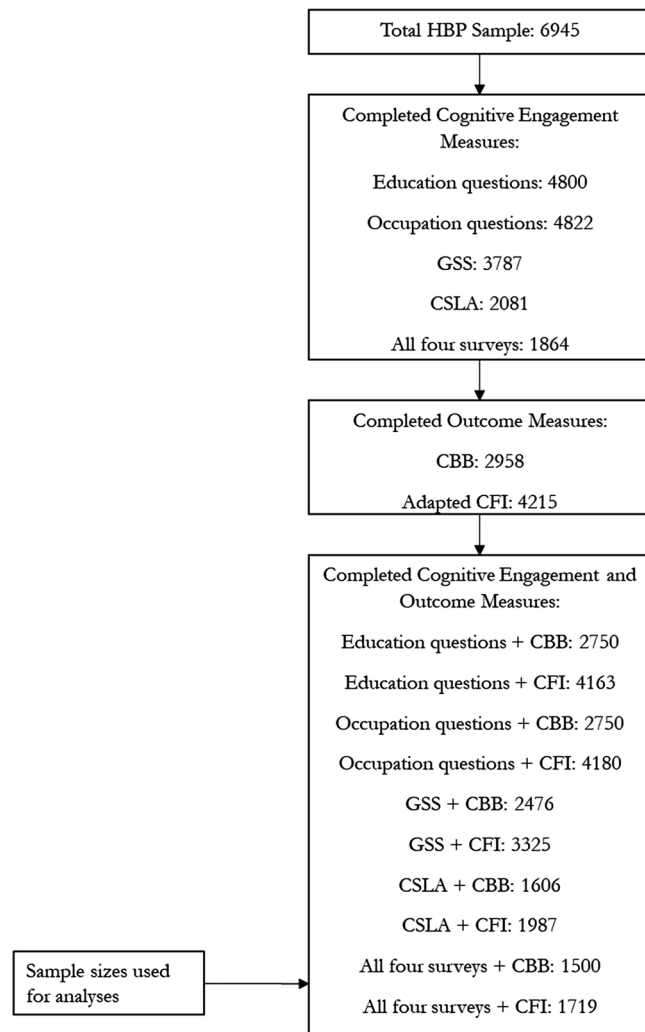 Total HBP Sample: 6945
Completed Cognitive Engagement
Measures:
Education questions: 4800
Occupation questions: 4822
GSS: 3787
CSLA: 2081
All four surveys: 1864
Completed Outcome Measures:
CBB: 2958
Adapted CFI: 4215
Completed Cognitive Engagement and
Outcome Measures:
Education questions + CBB: 2750
Education questions + CFI: 4163
Occupation questions + CBB: 2750
Occupation questions + CFI: 4180
GSS + CBB: 2476
GSS + CFI: 3325
CSLA + CBB: 1606
CSLA + CFI: 1987
All four surveys + CBB: 1500
All four surveys + CFI: 1719
Sample sizes used
for analyses